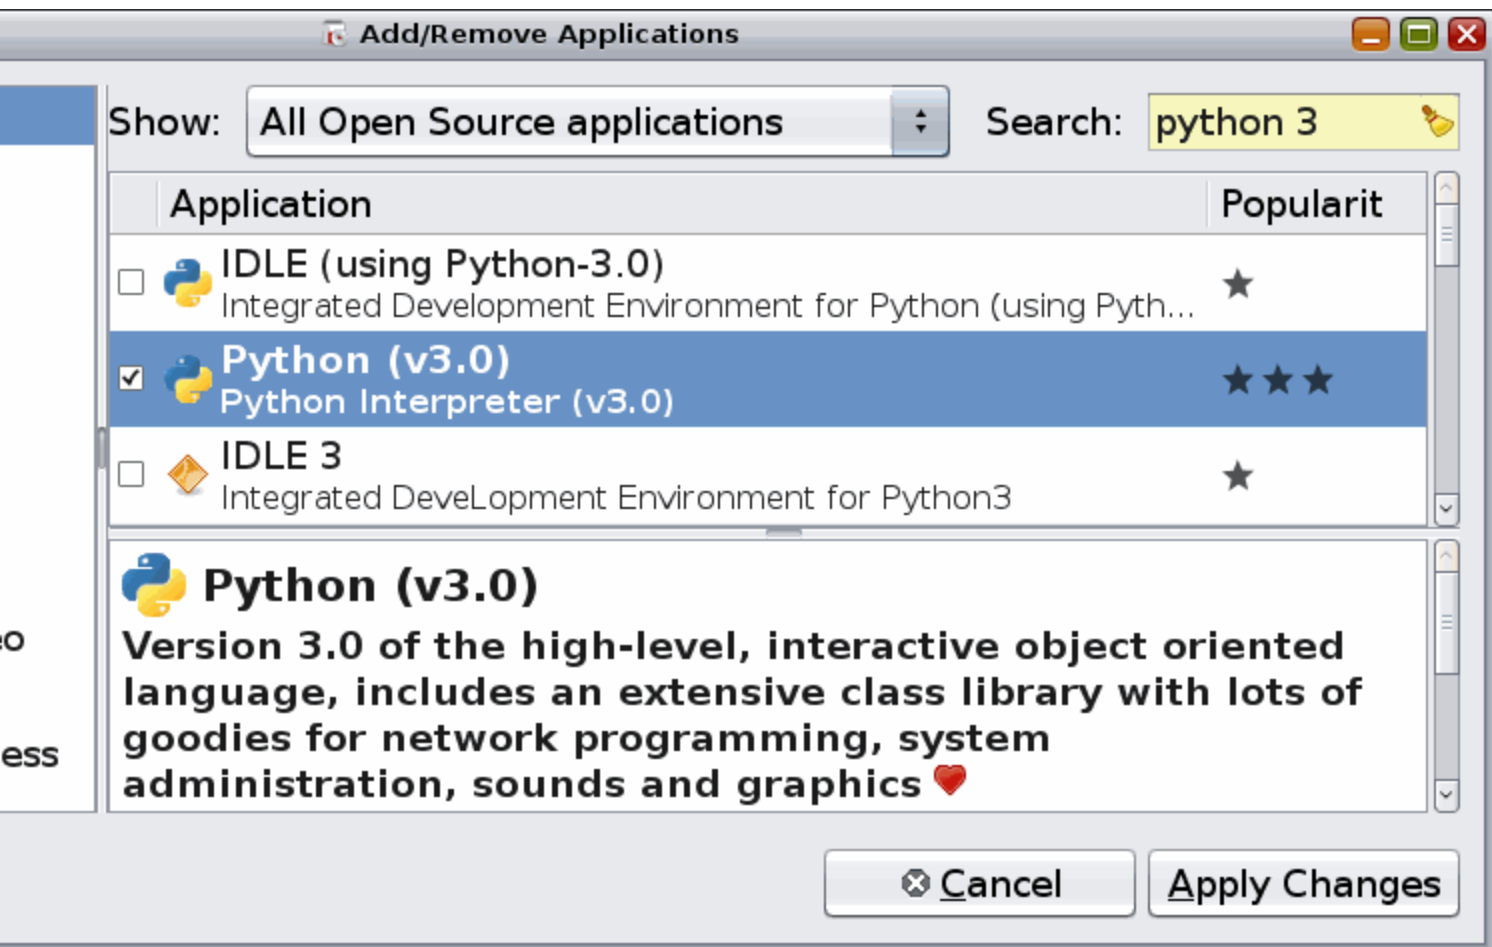 Add/Remove Applications
Show: All Open Source applications Search: python 3
Application Popularit
IDLE (using Python-3.0)
Integrated Development Environment for Python (using Pyth...
Python (v3.0)
Python Interpreter (v3.0)
IDLE 3
Integrated DeveLopment Environment for Python3
Python (v3.0)
Version 3.0 of the high-level, interactive object oriented
language, includes an extensive class library with lots of
goodies for network programming, system
administration, sounds and graphics
eo
ess
Cancel Apply Changes